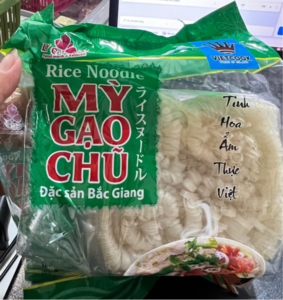 Rice Noodle
MỲ
GẠO
CHŨ
ライスヌードル
Đặc sản Bắc Giang
VIETCOOP
Tinh
Hoa
Ẩm
Thực
Việt